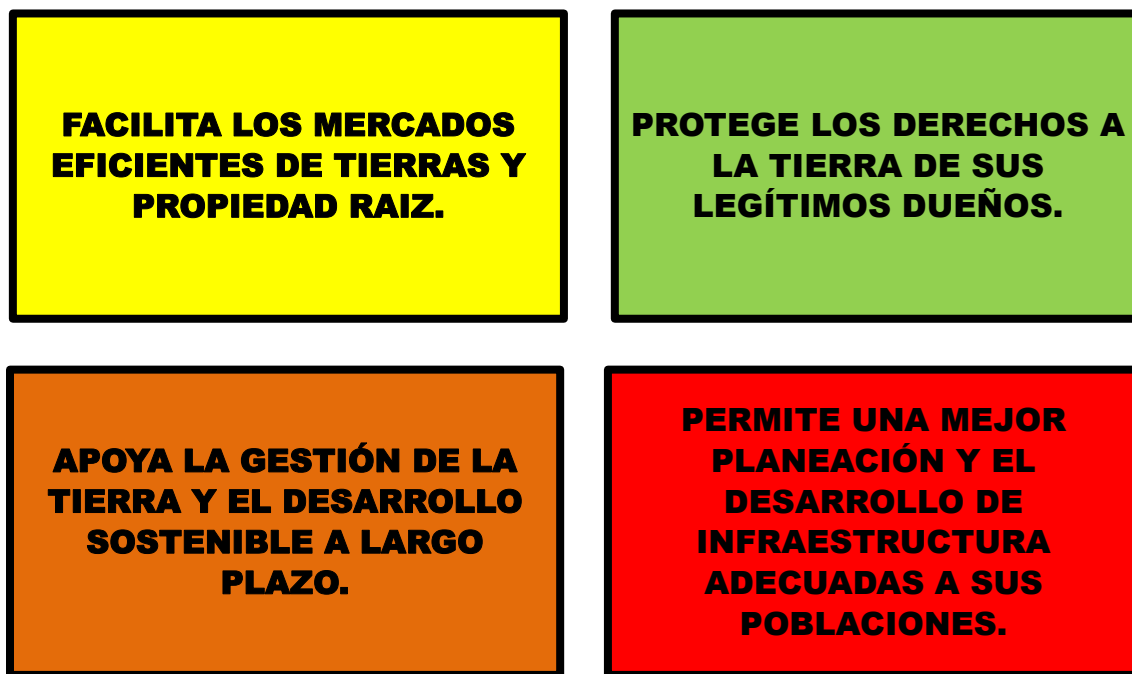 FACILITA LOS MERCADOS
EFICIENTES DE TIERRAS Y
PROPIEDAD RAIZ.
PROTEGE LOS DERECHOS A
LA TIERRA DE SUS
LEGÍTIMOS DUEÑOS.
APOYA LA GESTIÓN DE LA
TIERRA Y EL DESARROLLO
SOSTENIBLE A LARGO
PLAZO.
PERMITE UNA MEJOR
PLANEACIÓN Y EL
DESARROLLO DE
INFRAESTRUCTURA
ADECUADAS A SUS
POBLACIONES.